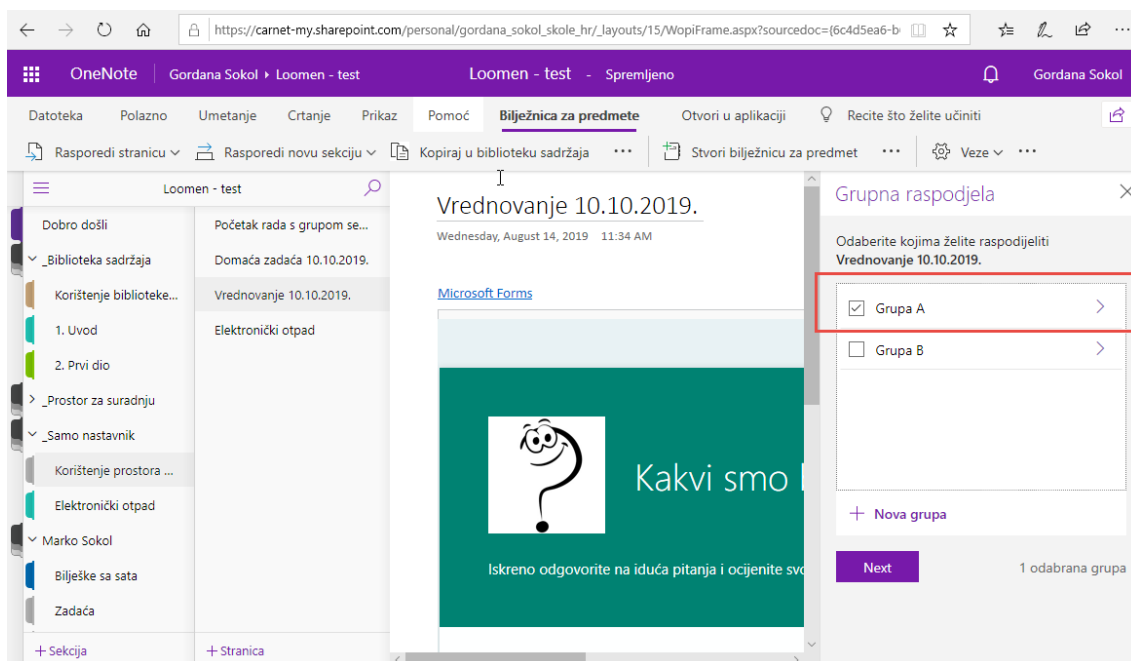 https://carnet-my.sharepoint.com/personal/gordana_sokol_skole_hr/_layouts/15/WopiFrame.aspx?sourcedoc={6c4d5ea6-b
OneNote Gordana Sokol Loomen - test Loomen - test - Spremljeno Gordana Sokol
Datoteka Polazno Umetanje Crtanje Prikaz Pomoć Bilježnica za predmete Otvori u aplikaciji Recite što želite učiniti
Rasporedi stranicu Rasporedi novu sekciju Kopiraj u biblioteku sadržaja ... Stvori bilježnicu za predmet ... Veze ...
Loomen - test
Dobro došli
_Biblioteka sadržaja
Korištenje biblioteke...
1. Uvod
2. Prvi dio
_Prostor za suradnju
_Samo nastavnik
Korištenje prostora ...
Elektronički otpad
Marko Sokol
Bilješke sa sata
Zadaća
+ Sekcija
Početak rada s grupom se...
Domaća zadaća 10.10.2019.
Vrednovanje 10.10.2019.
Elektronički otpad
+ Stranica
Vrednovanje 10.10.2019.
Wednesday, August 14, 2019 11:34 AM
Microsoft Forms
Kakvi smo
Iskreno odgovorite na iduća pitanja i ocijenite svo
Grupna raspodjela
Odaberite kojima želite raspodijeliti
Vrednovanje 10.10.2019.
Grupa A
Grupa B
+ Nova grupa
Next 1 odabrana grupa